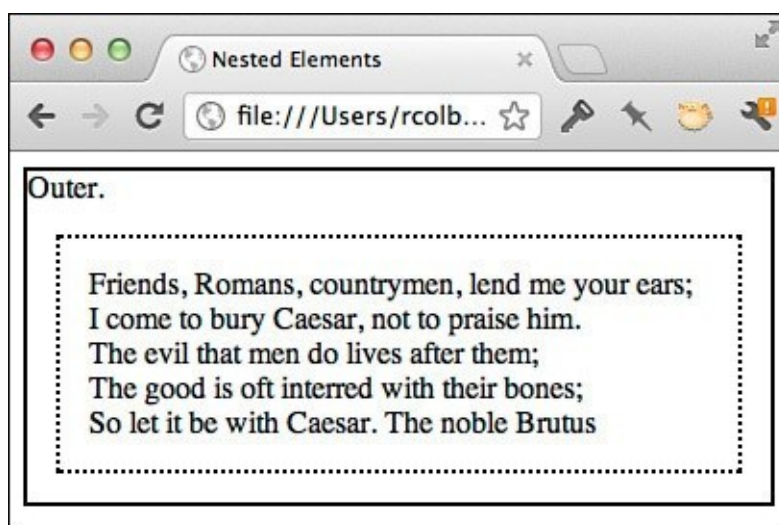 Nested Elements
file:///Users/rcolb...
Outer.
Friends, Romans, countrymen, lend me your ears;
I come to bury Caesar, not to praise him.
The evil that men do lives after them;
The good is oft interred with their bones;
So let it be with Caesar. The noble Brutus